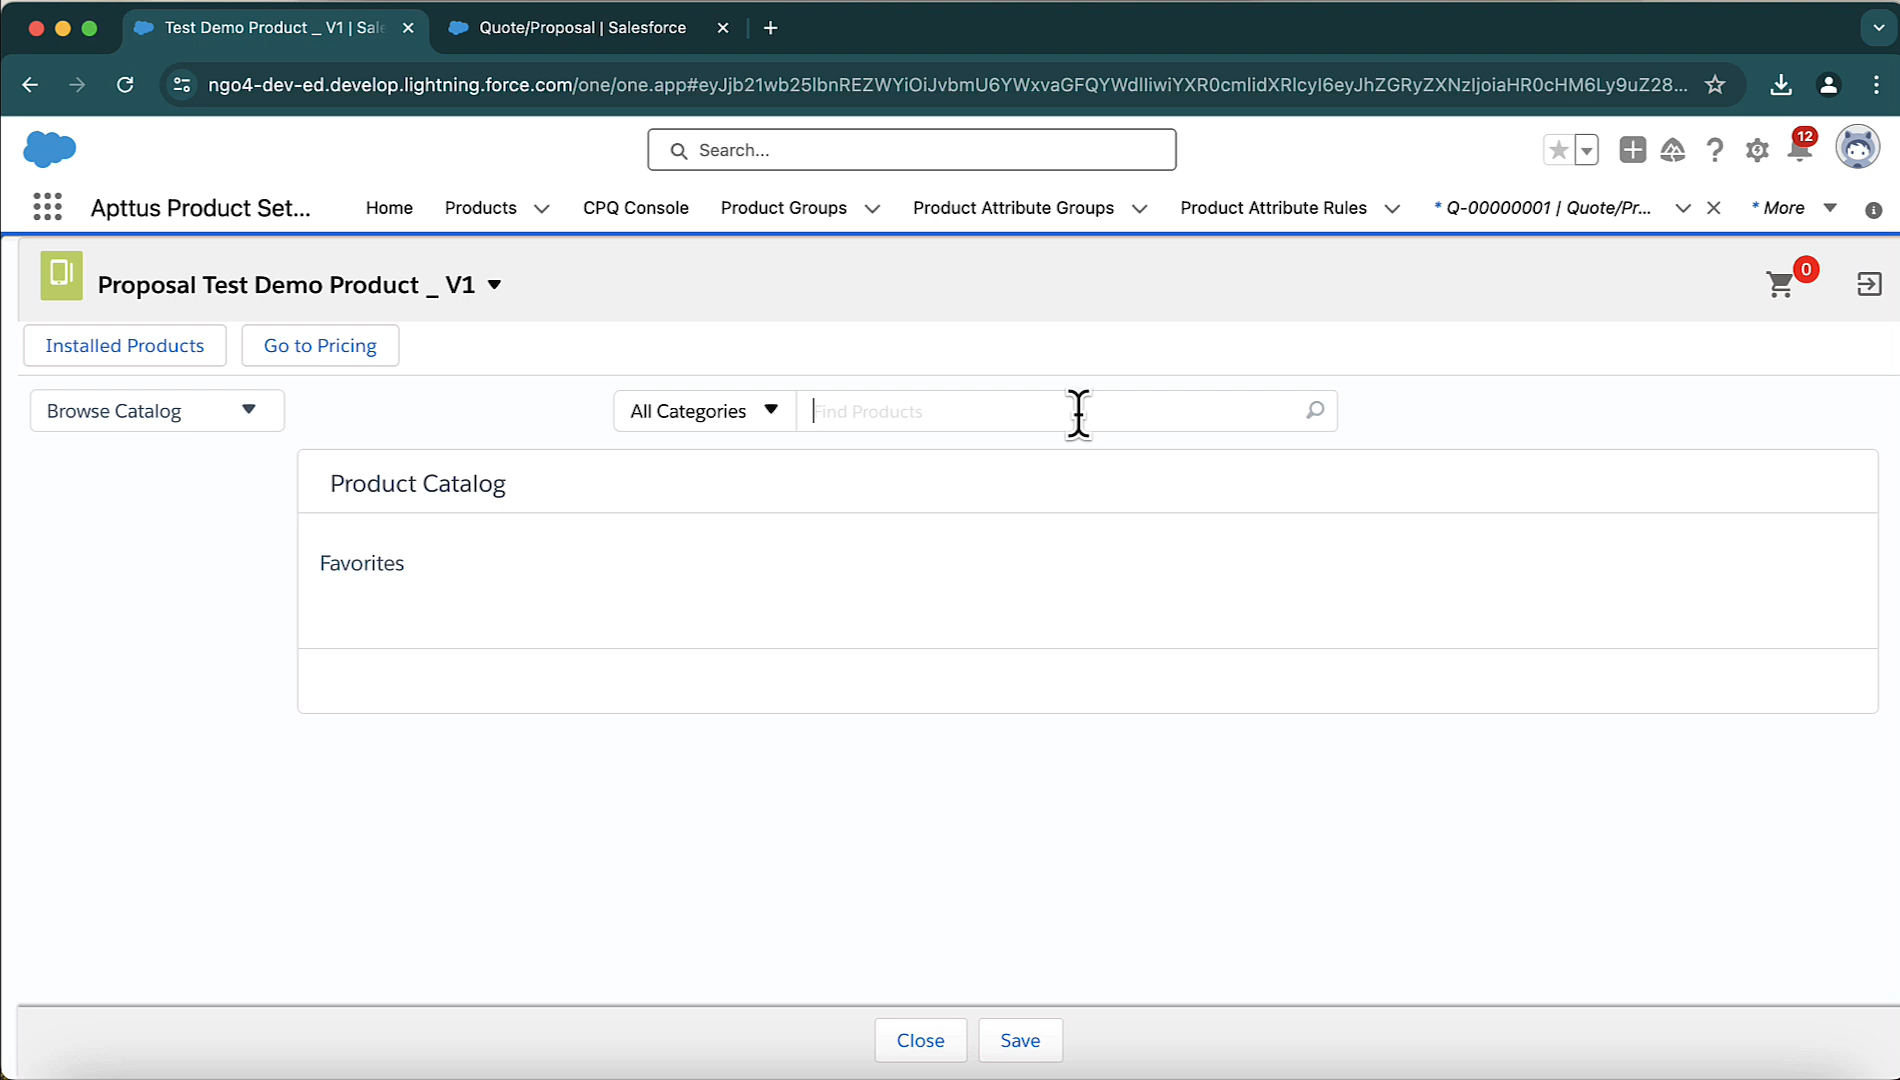 Test Demo Product _ V1 | Sale
Quote/Proposal | Salesforce
ngo4-dev-ed.develop.lightning.force.com/one/one.app#eyJjb21wb25lbnREZWYiOiJvbmU6YWxvaGFQYWdlIiwiYXR0cmlidXRlcyI6eyJhZGRyZXNzIjoiaHR0cHM6Ly9uZ28...
Search...
12
Apttus Product Set...
Home
Products
CPQ Console
Product Groups
Product Attribute Groups
Product Attribute Rules
* Q-00000001 | Quote/Pr...
* More
Proposal Test Demo Product _ V1
0
Installed Products
Go to Pricing
Browse Catalog
All Categories
Find Products
Product Catalog
Favorites
Close
Save